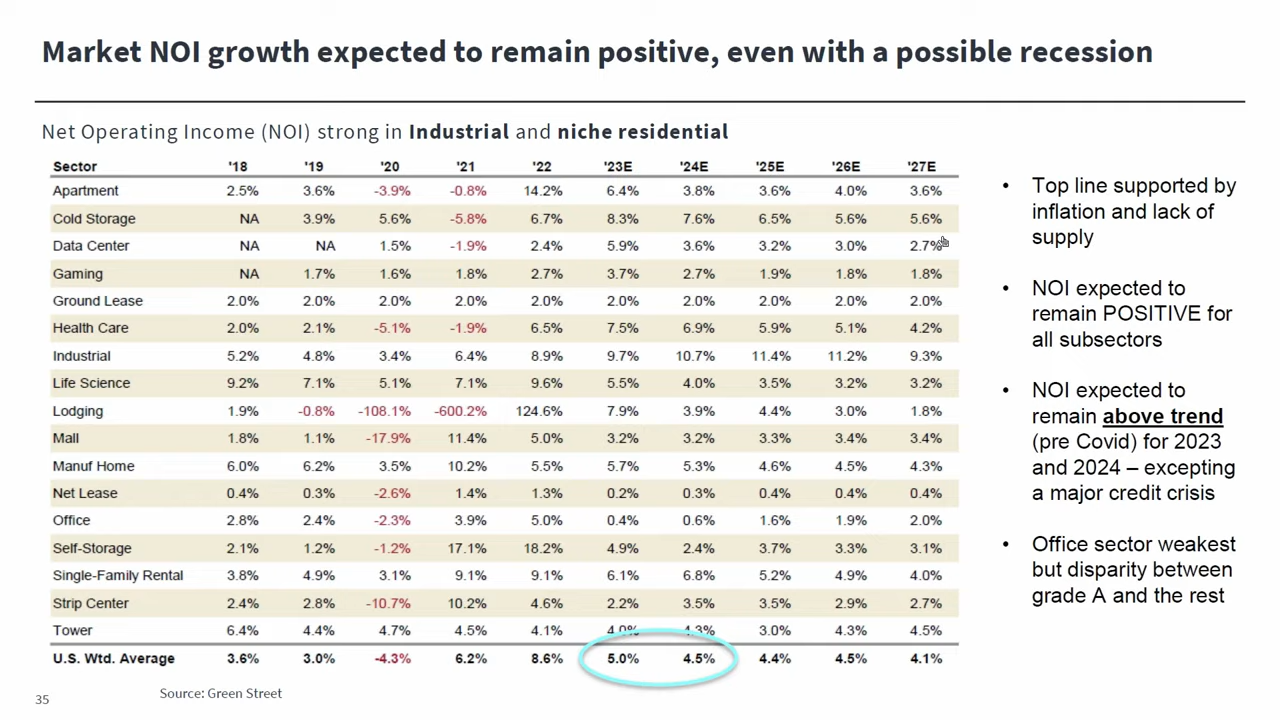 Market NOI growth expected to remain positive, even with a possible recession
Net Operating Income (NOI) strong in Industrial and niche residential
Sector '18 '19 '20 '21 '22 '23E '24E '25E '26E '27E
Apartment 2.5% 3.6% -3.9% -0.8% 14.2% 6.4% 3.8% 3.6% 4.0% 3.6%
Cold Storage NA 3.9% 5.6% -5.8% 6.7% 8.3% 7.6% 6.5% 5.6% 5.6%
Data Center NA NA 1.5% -1.9% 2.4% 5.9% 3.6% 3.2% 3.0% 2.7%
Gaming NA 1.7% 1.6% 1.8% 2.7% 3.7% 2.7% 1.9% 1.8% 1.8%
Ground Lease 2.0% 2.0% 2.0% 2.0% 2.0% 2.0% 2.0% 2.0% 2.0% 2.0%
Health Care 2.0% 2.1% -5.1% -1.9% 6.5% 7.5% 6.9% 5.9% 5.1% 4.2%
Industrial 5.2% 4.8% 3.4% 6.4% 8.9% 9.7% 10.7% 11.4% 11.2% 9.3%
Life Science 9.2% 7.1% 5.1% 7.1% 9.6% 5.5% 4.0% 3.5% 3.2% 3.2%
Lodging 1.9% -0.8% -108.1% -600.2% 124.6% 7.9% 3.9% 4.4% 3.0% 1.8%
Mall 1.8% 1.1% -17.9% 11.4% 5.0% 3.2% 3.2% 3.3% 3.4% 3.4%
Manuf Home 6.0% 6.2% 3.5% 10.2% 5.5% 5.7% 5.3% 4.6% 4.5% 4.3%
Net Lease 0.4% 0.3% -2.6% 1.4% 1.3% 0.2% 0.3% 0.4% 0.4% 0.4%
Office 2.8% 2.4% -2.3% 3.9% 5.0% 0.4% 0.6% 1.6% 1.9% 2.0%
Self-Storage 2.1% 1.2% -1.2% 17.1% 18.2% 4.9% 2.4% 3.7% 3.3% 3.1%
Single-Family Rental 3.8% 4.9% 3.1% 9.1% 9.1% 6.1% 6.8% 5.2% 4.9% 4.0%
Strip Center 2.4% 2.8% -10.7% 10.2% 4.6% 2.2% 3.5% 3.5% 2.9% 2.7%
Tower 6.4% 4.4% 4.7% 4.5% 4.1% 4.0% 4.3% 3.0% 4.3% 4.5%
U.S. Wtd. Average 3.6% 3.0% -4.3% 6.2% 8.6% 5.0% 4.5% 4.4% 4.5% 4.1%
• Top line supported by
inflation and lack of
supply
• NOI expected to
remain POSITIVE for
all subsectors
• NOI expected to
remain above trend
(pre Covid) for 2023
and 2024 – excepting
a major credit crisis
• Office sector weakest
but disparity between
grade A and the rest
Source: Green Street
35